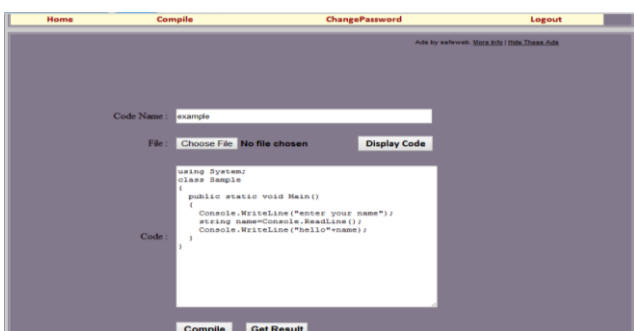 Home Compile ChangePassword Logout
Ads by safeweb. More Info | Hide These Ads
Code Name : example
File : Choose File No file chosen Display Code
Code :
using System;
class Sample
{
public static void Main()
{
Console.WriteLine("enter your name");
string name=Console.ReadLine();
Console.WriteLine("hello"+name);
}
}
Compile Get Result